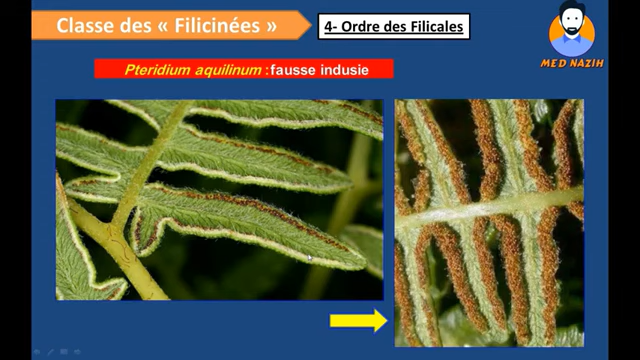 Classe des « Filicinées »
4- Ordre des Filicales
MED NAZIH
Pteridium aquilinum : fausse indusie